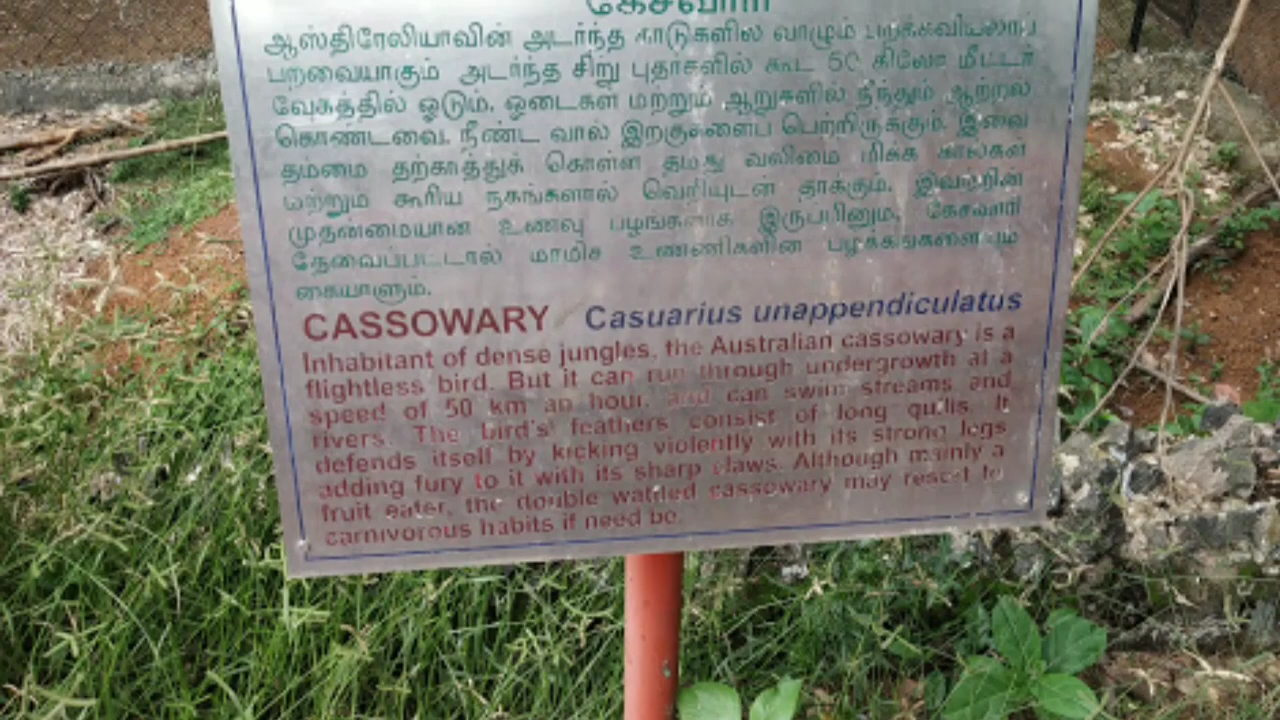 கேசவாரி
ஆஸ்திரேலியாவின் அடர்ந்த காடுகளில் வாழும் பறக்கவியலாப்
பறவையாகும் அடர்ந்த சிறு புதர்களில் கூட 50 கிலோ மீட்டர்
வேகத்தில் ஓடும். ஓடைகள் மற்றும் ஆறுகளில் நீந்தும் ஆற்றல்
கொண்டவை. நீண்ட வால் இறகுகளைப் பெற்றிருக்கும். இவை
தம்மை தற்காத்துக் கொள்ள தமது வலிமை மிக்க கால்கள்
மற்றும் கூரிய நகங்களால் வெறியுடன் தாக்கும். இவற்றின்
முதன்மையான உணவு பழங்களாக இருப்பினும், கேசவாரி
தேவைப்பட்டால் மாமிச உண்ணிகளின் பழக்கங்களையும்
கையாளும்.
CASSOWARY Casuarius unappendiculatus
Inhabitant of dense jungles, the Australian cassowary is a
flightless bird. But it can run through undergrowth at a
speed of 50 km an hour. and can swim streams and
rivers. The bird's feathers consist of long quills. It
defends itself by kicking violently with its strong legs
adding fury to it with its sharp claws. Although mainly a
fruit eater, the double wattled cassowary may resort to
carnivorous habits if need be.